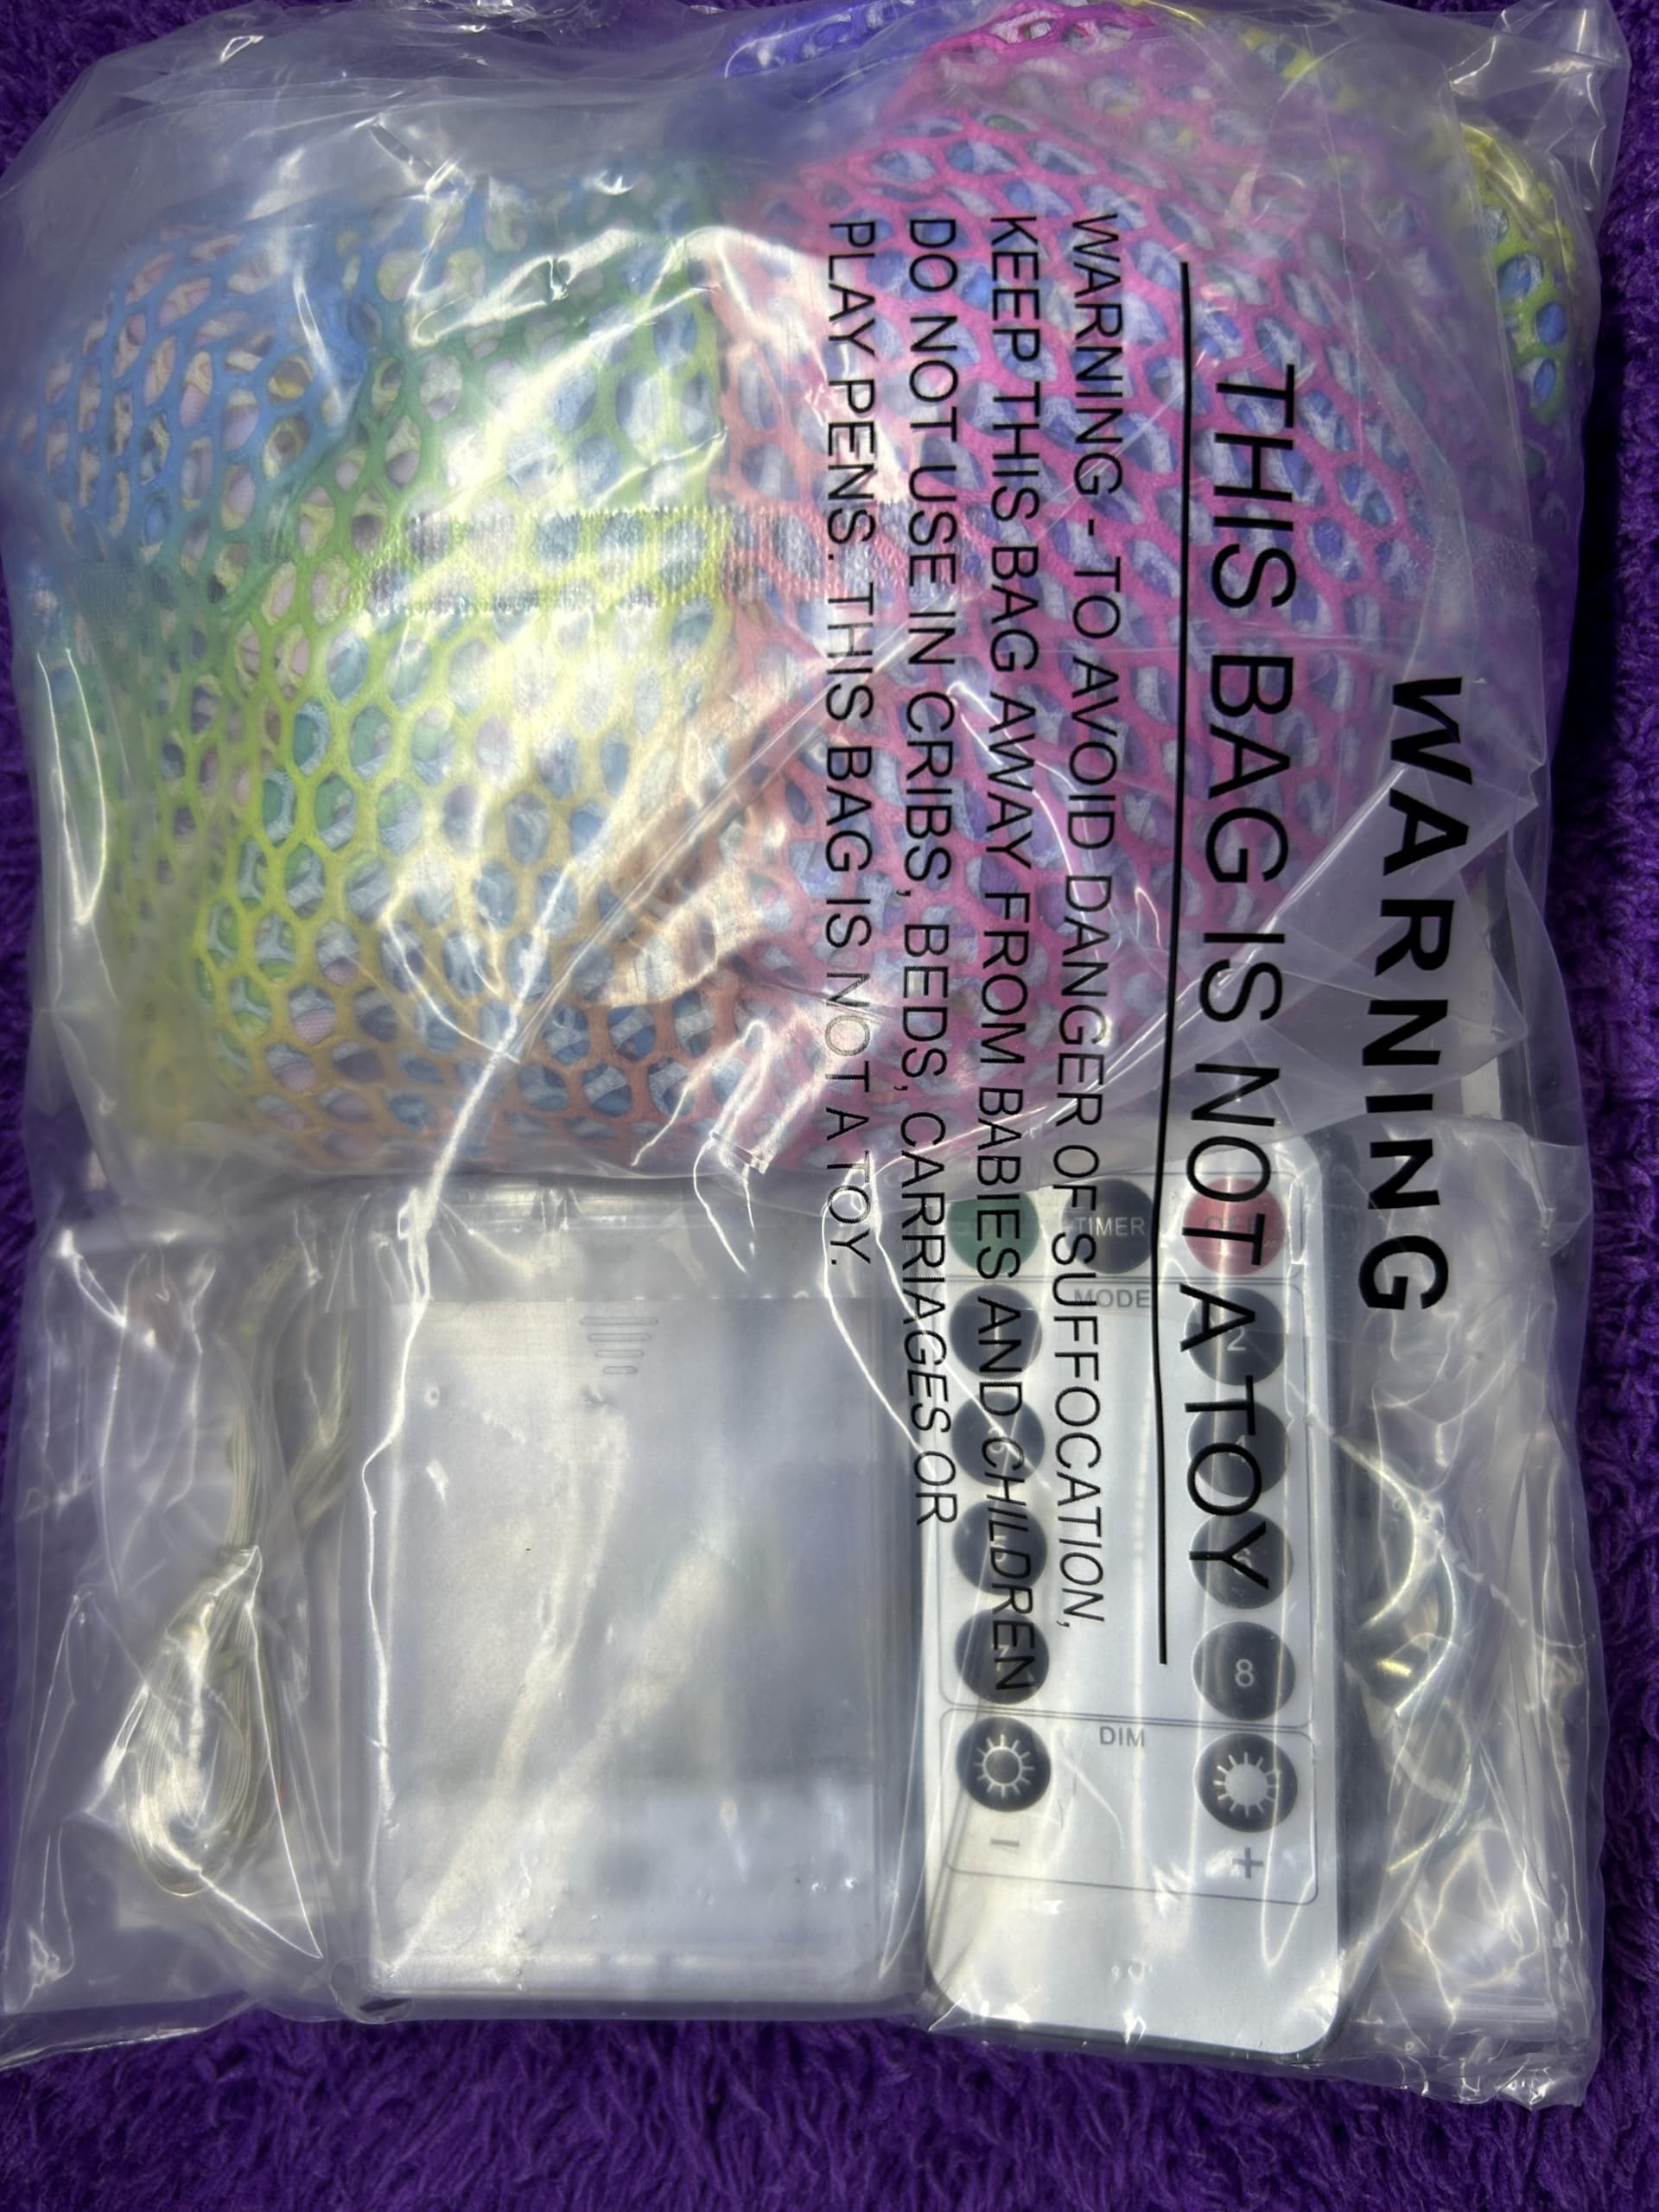 WARNING
THIS BAG IS NOT A TOY
WARNING - TO AVOID DANGER OF SUFFOCATION,
KEEP THIS BAG AWAY FROM BABIES AND CHILDREN
DO NOT USE IN CRIBS, BEDS, CARRIAGES OR
PLAY PENS. THIS BAG IS NOT A TOY.
TIMER
OFF
MODE
2
4
8
DIM
- +